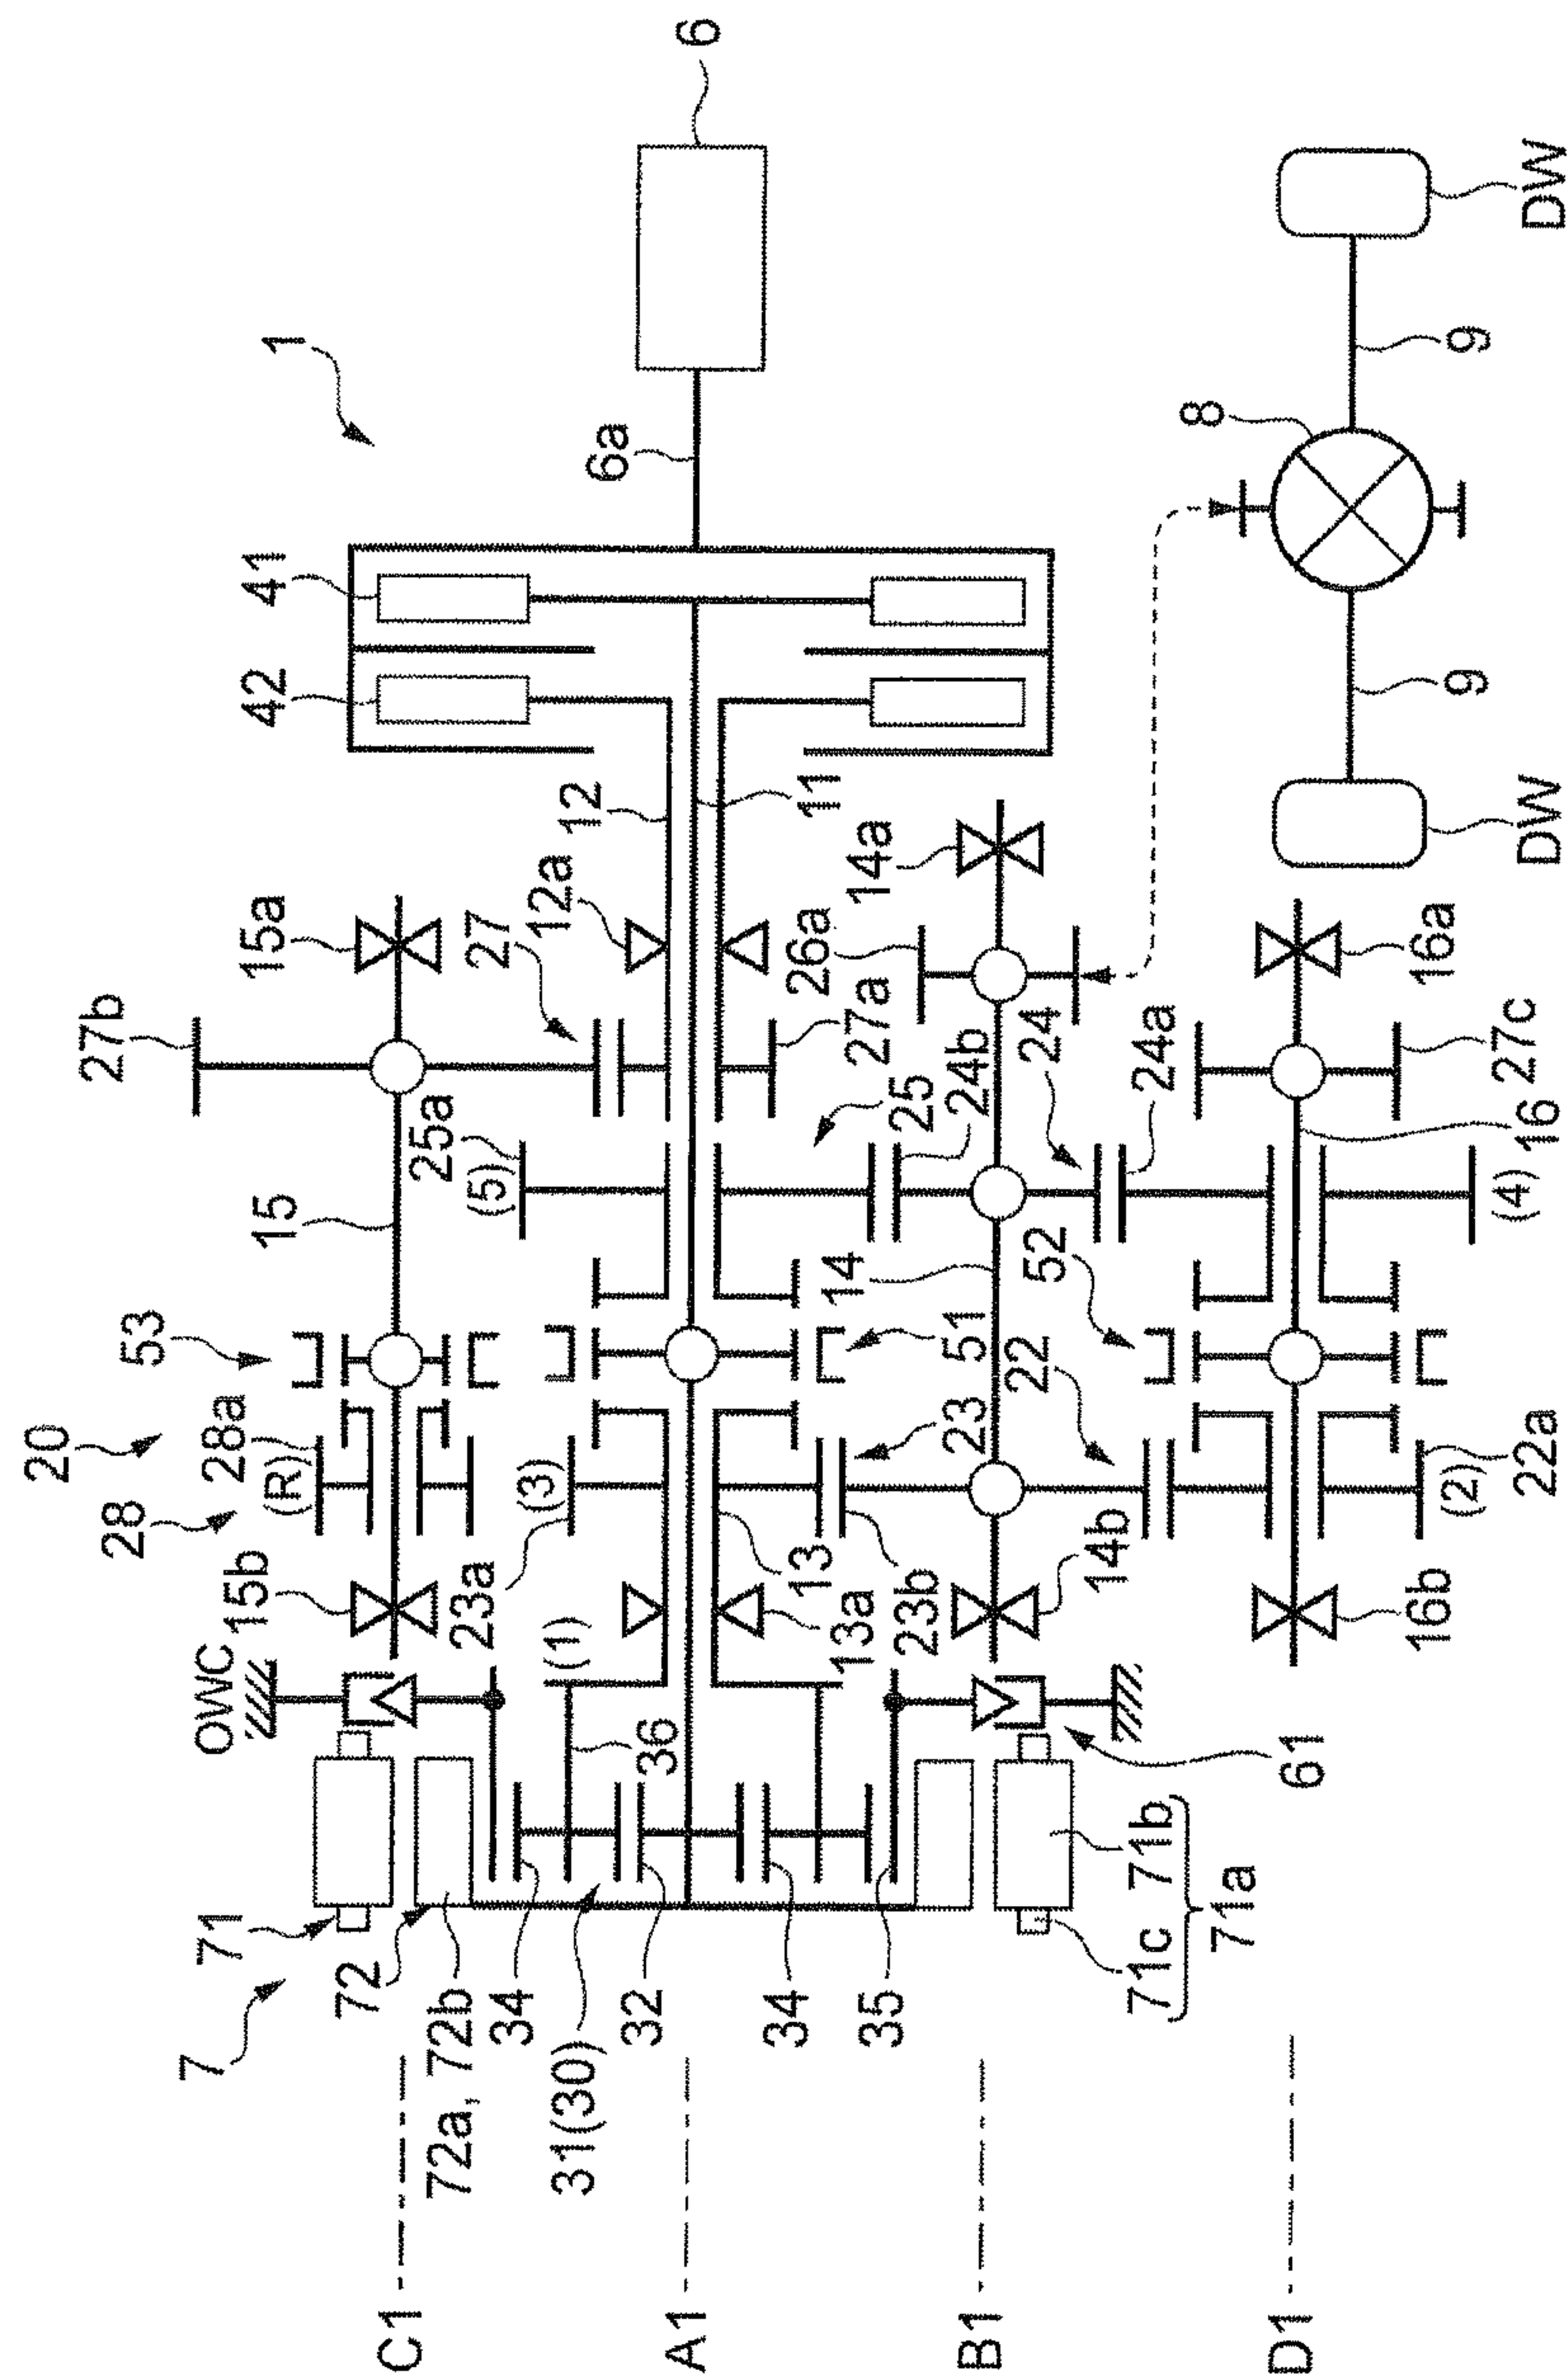 6
1
6a
41
42
12
11
12a
14a
15a
27
26a
27a
27b
24
24b
24a
25
25a
(5)
15
14
53
51
52
22
23
20
28a
(R)
28
(3)
23a
13
13a
23b
14b
15b
OWC
(1)
36
61
71
72
7
72a, 72b
34
31(30)
32
34
35
71c 71b
71a
8
9
9
DW
DW
16a
27c
16
(4)
(2)
22a
16b
C1
A1
B1
D1